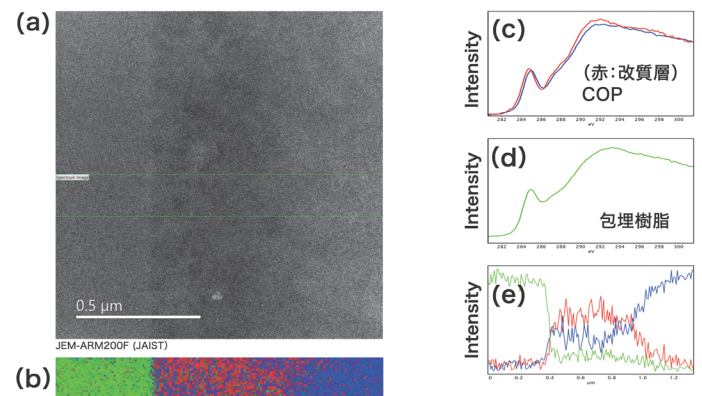 (a)
Spectrum Image
0.5 µm
JEM-ARM200F (JAIST)
(b)
(c)
Intensity
(赤：改質層)
COP
282 284 286 288 290 292 294 296 298 300
eV
(d)
Intensity
包埋樹脂
282 284 286 288 290 292 294 296 298 300
eV
(e)
Intensity
0 0.2 0.4 0.6 0.8 1.0 1.2
um